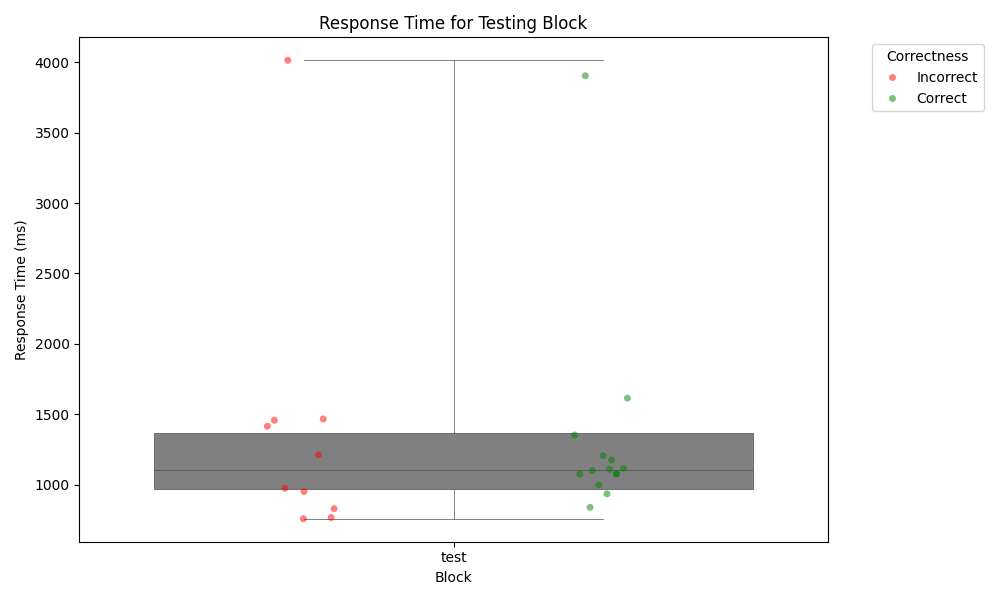 Response Time for Testing Block
Correctness
Incorrect
Correct
Response Time (ms)
4000
3500
3000
2500
2000
1500
1000
test
Block